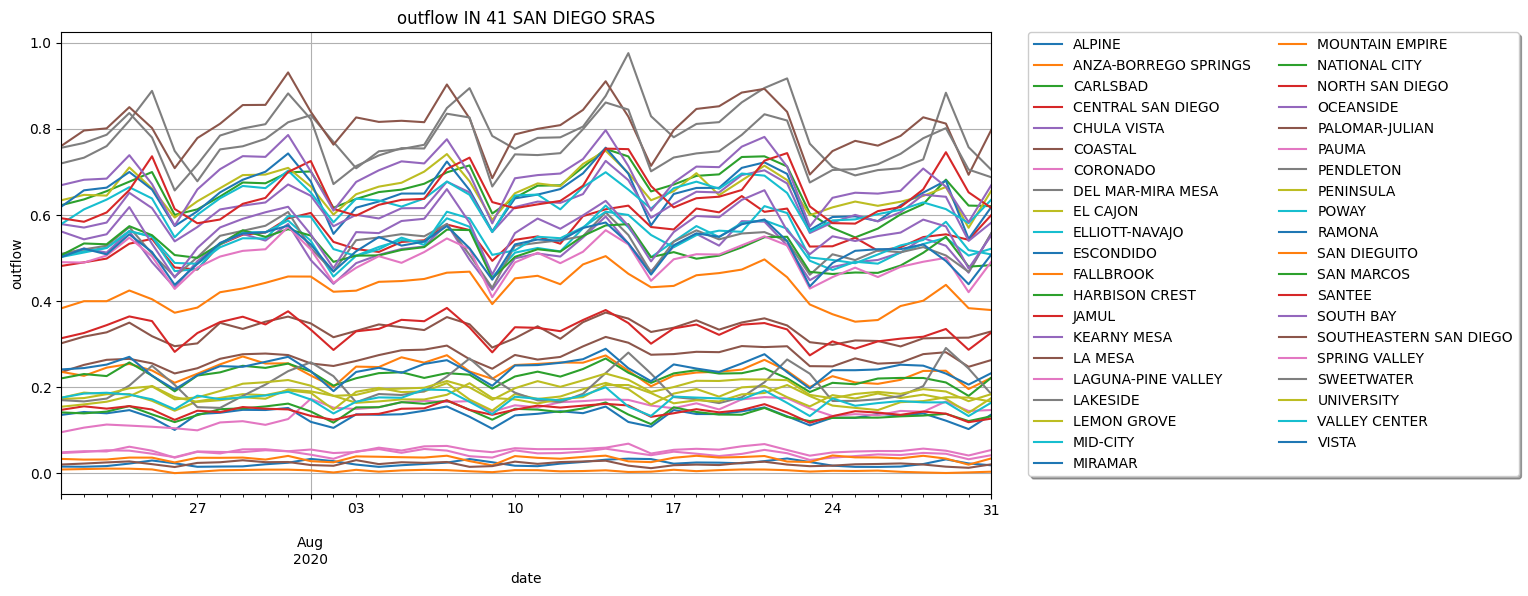 outflow IN 41 SAN DIEGO SRAS
1.0
0.8
0.6
0.4
0.2
0.0
outflow
27
03
10
17
24
31
Aug
2020
date
ALPINE
ANZA-BORREGO SPRINGS
CARLSBAD
CENTRAL SAN DIEGO
CHULA VISTA
COASTAL
CORONADO
DEL MAR-MIRA MESA
EL CAJON
ELLIOTT-NAVAJO
ESCONDIDO
FALLBROOK
HARBISON CREST
JAMUL
KEARNY MESA
LA MESA
LAGUNA-PINE VALLEY
LAKESIDE
LEMON GROVE
MID-CITY
MIRAMAR
MOUNTAIN EMPIRE
NATIONAL CITY
NORTH SAN DIEGO
OCEANSIDE
PALOMAR-JULIAN
PAUMA
PENDLETON
PENINSULA
POWAY
RAMONA
SAN DIEGUITO
SAN MARCOS
SANTEE
SOUTH BAY
SOUTHEASTERN SAN DIEGO
SPRING VALLEY
SWEETWATER
UNIVERSITY
VALLEY CENTER
VISTA